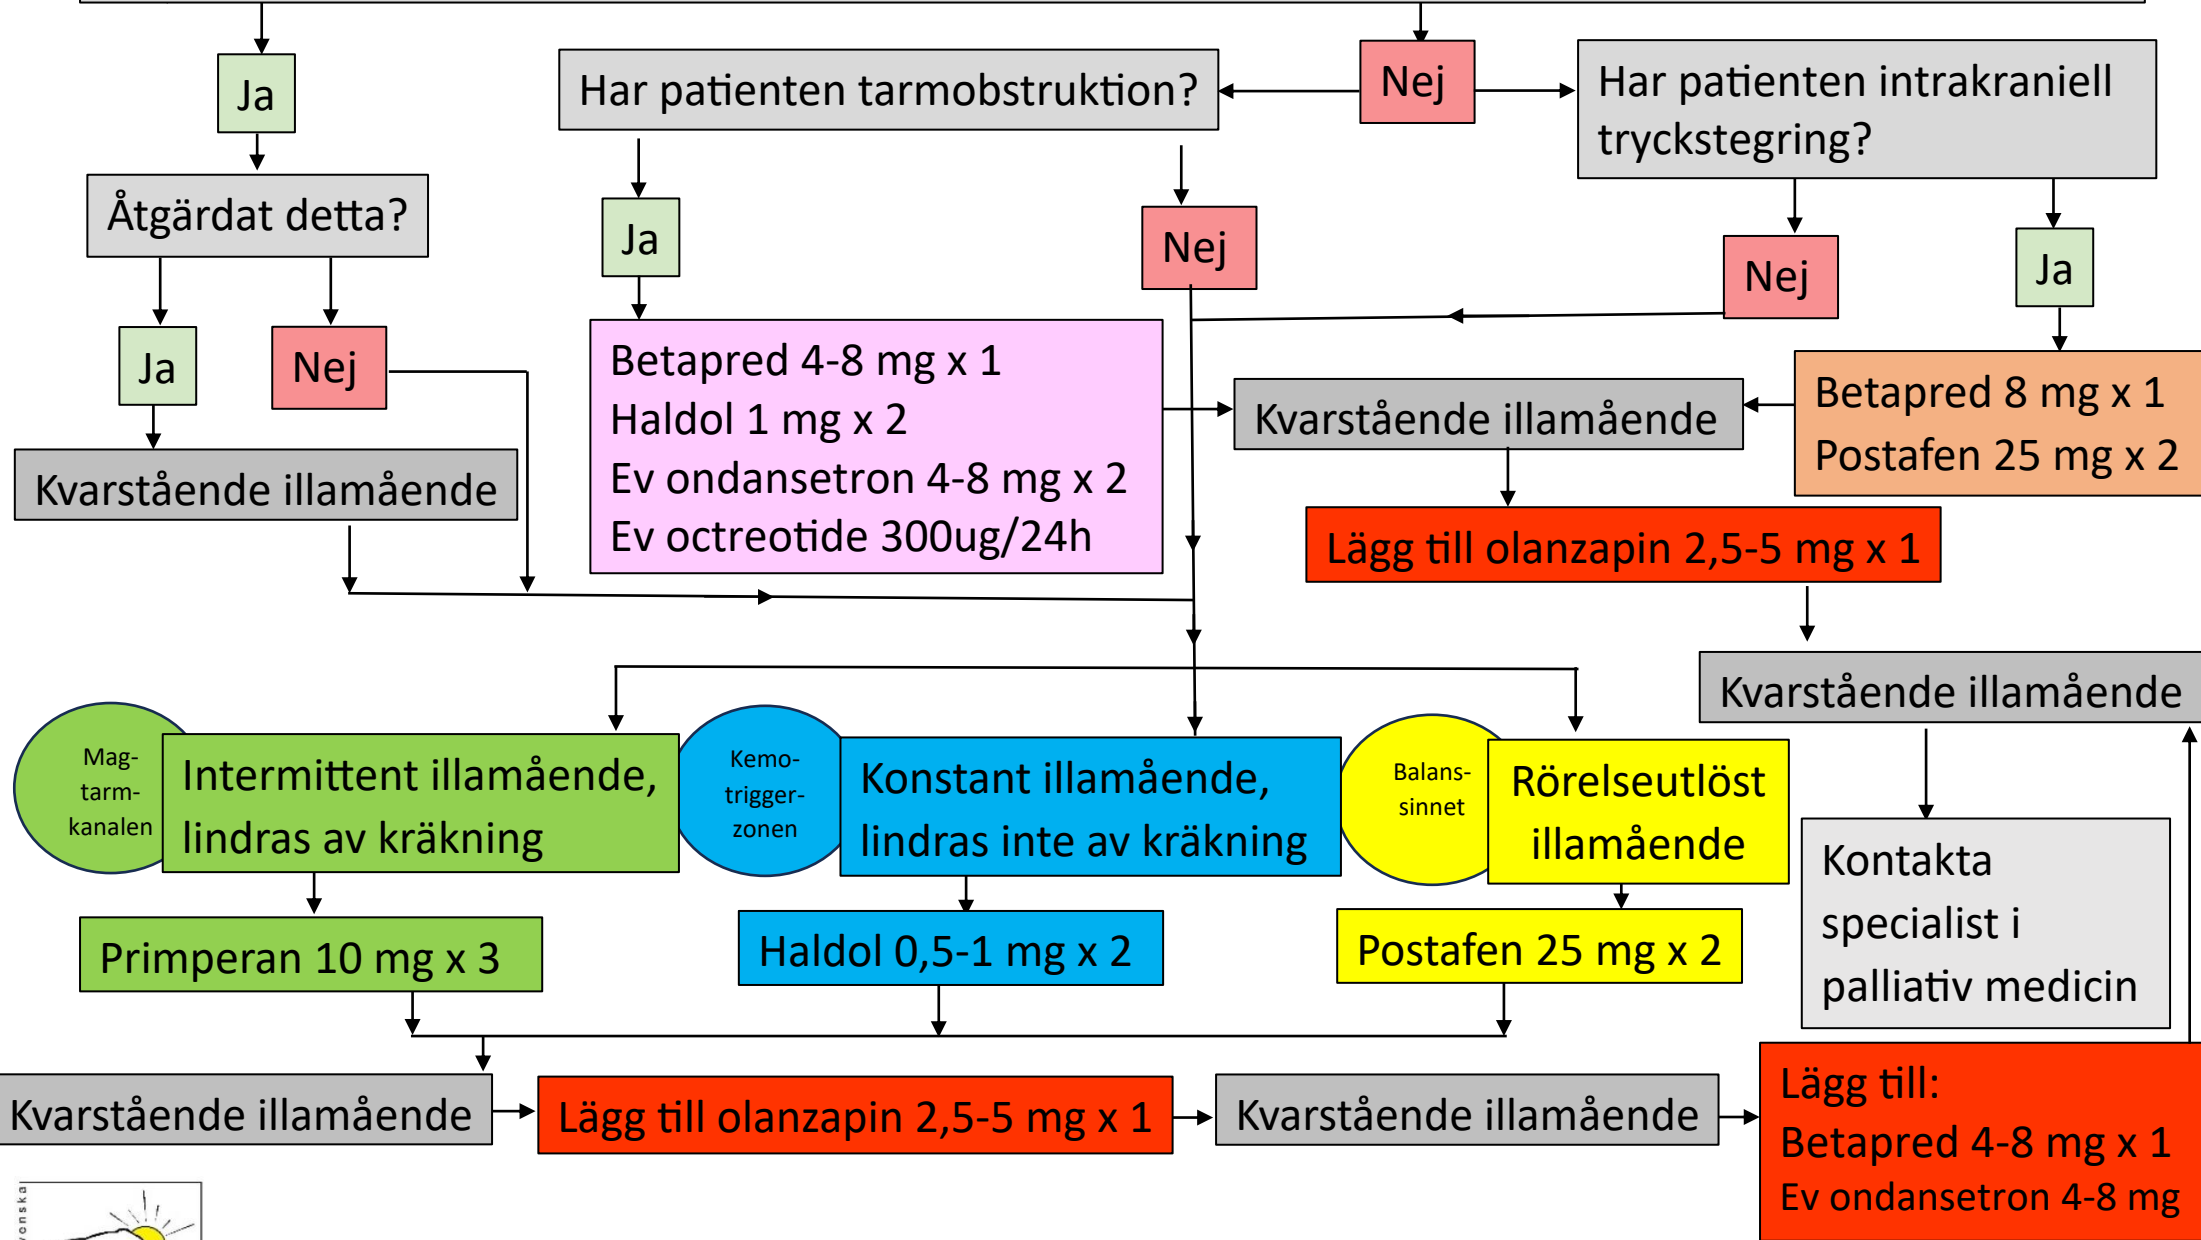 Ja
Har patienten tarmobstruktion?
Nej
Har patienten intrakraniell
tryckstegring?
Åtgärdat detta?
Ja
Nej
Nej
Ja
Ja
Nej
Betapred 4-8 mg x 1
Haldol 1 mg x 2
Ev ondansetron 4-8 mg x 2
Ev octreotide 300ug/24h
Kvarstående illamående
Betapred 8 mg x 1
Postafen 25 mg x 2
Kvarstående illamående
Lägg till olanzapin 2,5-5 mg x 1
Kvarstående illamående
Mag-
tarm-
kanalen
Intermittent illamående,
lindras av kräkning
Kemo-
trigger-
zonen
Konstant illamående,
lindras inte av kräkning
Balans-
sinnet
Rörelseutlöst
illamående
Kontakta
specialist i
palliativ medicin
Primperan 10 mg x 3
Haldol 0,5-1 mg x 2
Postafen 25 mg x 2
Kvarstående illamående
Lägg till olanzapin 2,5-5 mg x 1
Kvarstående illamående
Lägg till:
Betapred 4-8 mg x 1
Ev ondansetron 4-8 mg